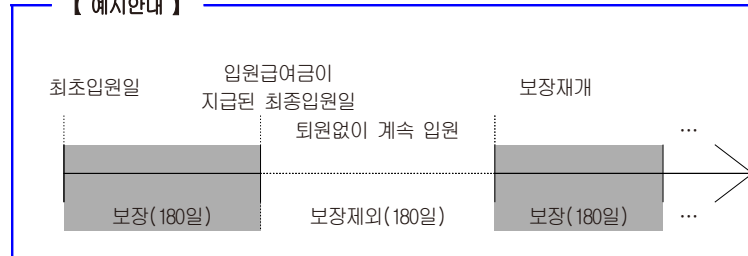 【 예시안내 】
최초입원일
입원급여금이
지급된 최종입원일
보장재개
퇴원없이 계속 입원
…
보장(180일)
보장제외(180일)
보장(180일)
…